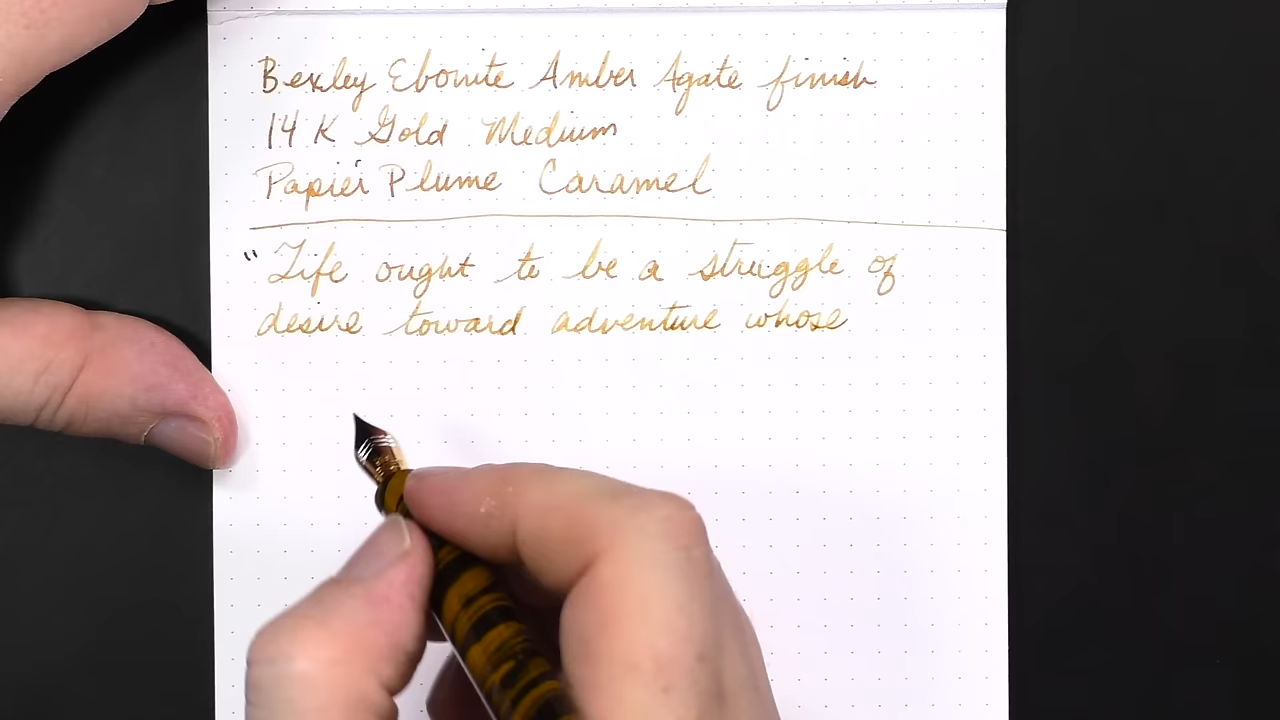 Bexley Ebonite Amber Agate finish
14 K Gold Medium
Papier Plume Caramel
"Life ought to be a struggle of
desire toward adventure whose